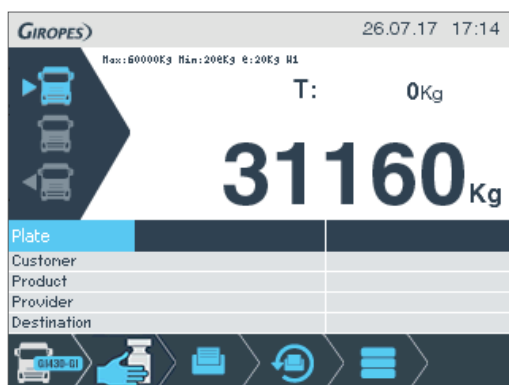 GIROPES 26.07.17 17:14
Max:60000Kg Min:20eKg e:20Kg W1
T: 0Kg
31160Kg
Plate
Customer
Product
Provider
Destination
GI430-GI